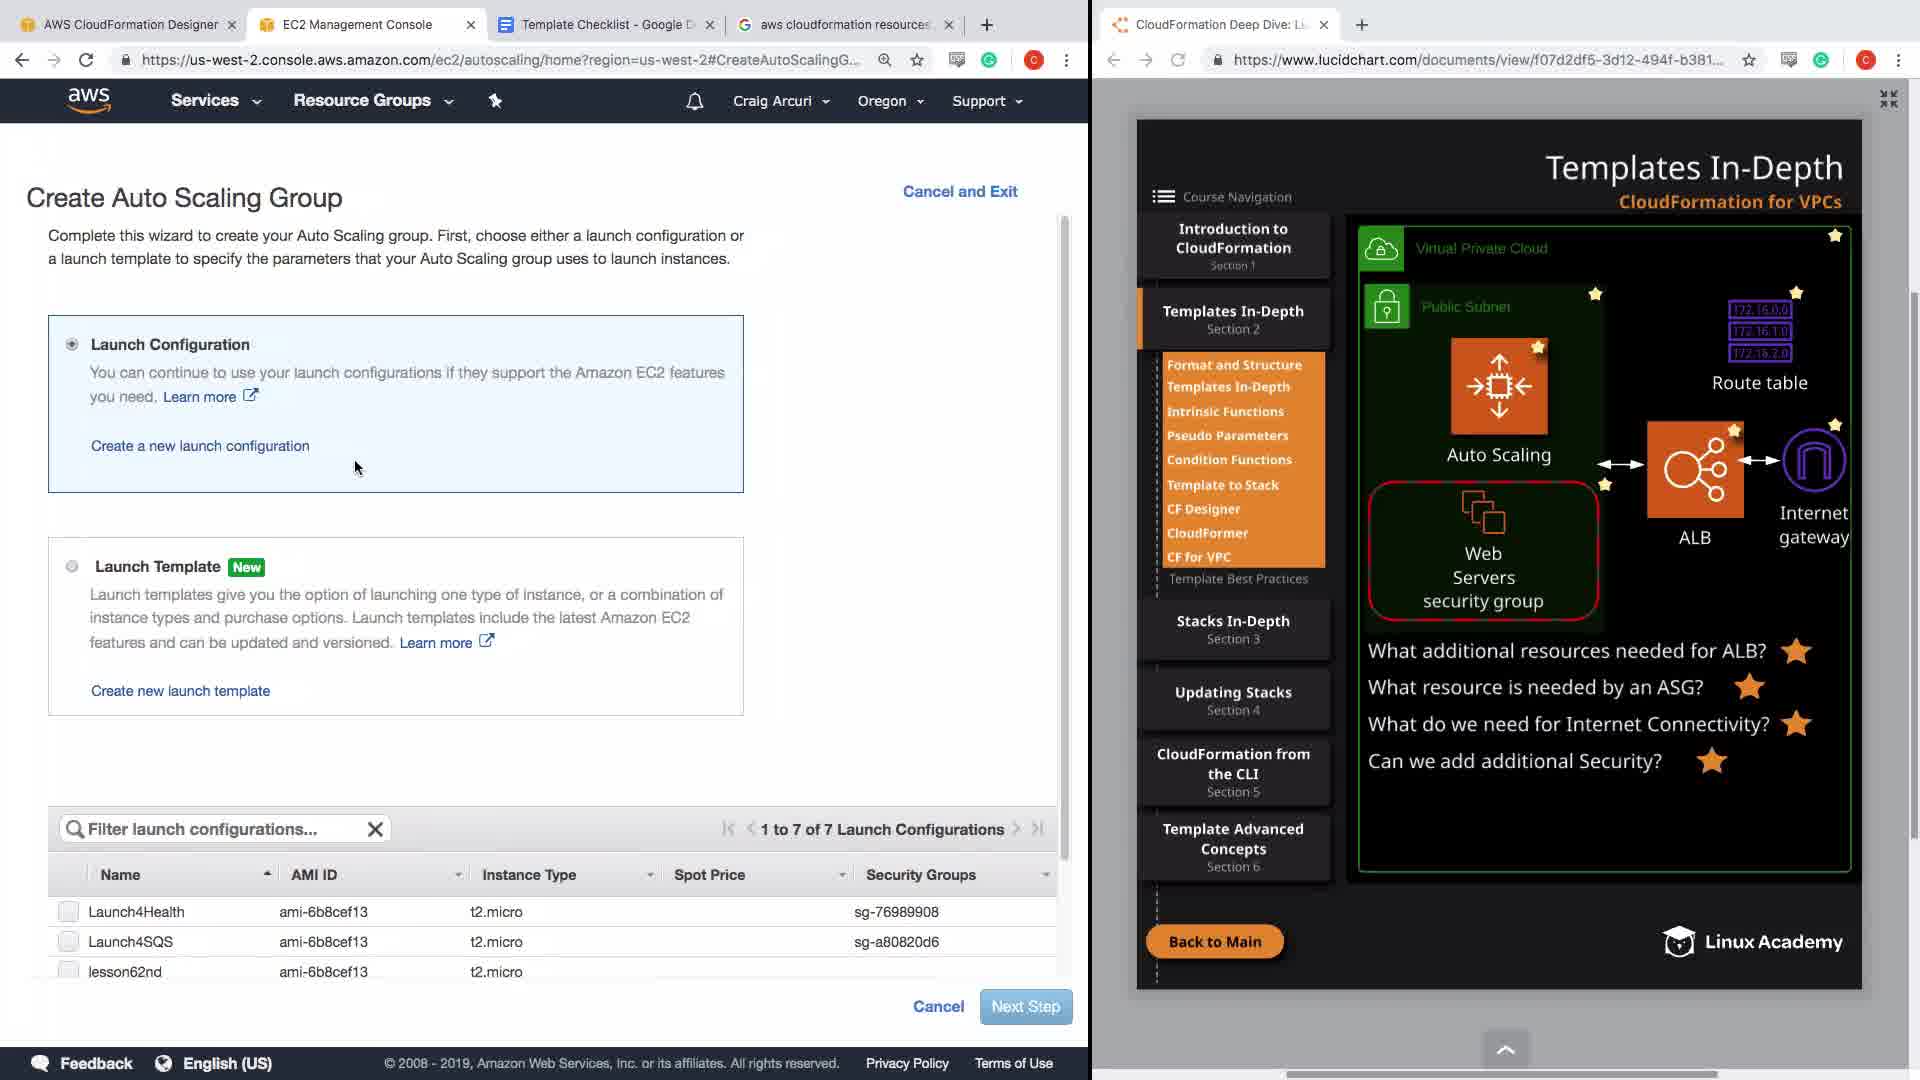 AWS CloudFormation Designer
EC2 Management Console
Template Checklist - Google D
aws cloudformation resources
CloudFormation Deep Dive: Li
https://us-west-2.console.aws.amazon.com/ec2/autoscaling/home?region=us-west-2#CreateAutoScalingG...
C
https://www.lucidchart.com/documents/view/f07d2df5-3d12-494f-b381...
C
aws
Services
Resource Groups
Craig Arcuri
Oregon
Support
Create Auto Scaling Group
Cancel and Exit
Complete this wizard to create your Auto Scaling group. First, choose either a launch configuration or
a launch template to specify the parameters that your Auto Scaling group uses to launch instances.
Launch Configuration
You can continue to use your launch configurations if they support the Amazon EC2 features
you need. Learn more
Create a new launch configuration
Launch Template New
Launch templates give you the option of launching one type of instance, or a combination of
instance types and purchase options. Launch templates include the latest Amazon EC2
features and can be updated and versioned. Learn more
Create new launch template
Filter launch configurations...
1 to 7 of 7 Launch Configurations
Name AMI ID Instance Type Spot Price Security Groups
Launch4Health ami-6b8cef13 t2.micro sg-76989908
Launch4SQS ami-6b8cef13 t2.micro sg-a80820d6
lesson62nd ami-6b8cef13 t2.micro
Cancel
Next Step
Feedback
English (US)
© 2008 - 2019, Amazon Web Services, Inc. or its affiliates. All rights reserved.
Privacy Policy
Terms of Use
Templates In-Depth
CloudFormation for VPCs
Course Navigation
Introduction to
CloudFormation
Section 1
Templates In-Depth
Section 2
Format and Structure
Templates In-Depth
Intrinsic Functions
Pseudo Parameters
Condition Functions
Template to Stack
CF Designer
CloudFormer
CF for VPC
Template Best Practices
Stacks In-Depth
Section 3
Updating Stacks
Section 4
CloudFormation from
the CLI
Section 5
Template Advanced
Concepts
Section 6
Back to Main
Virtual Private Cloud
Public Subnet
Auto Scaling
172.16.0.0
172.16.1.0
172.16.2.0
Route table
ALB
Internet
gateway
Web
Servers
security group
What additional resources needed for ALB?
What resource is needed by an ASG?
What do we need for Internet Connectivity?
Can we add additional Security?
Linux Academy